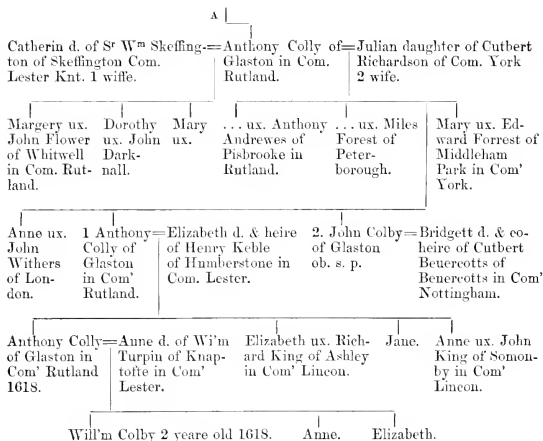 A
Catherin d. of Sr Wm Skeffing-
ton of Skeffington Com.
Lester Knt. 1 wiffe.
=Anthony Colly of
Glaston in Com.
Rutland.
=Julian daughter of Cutbert
Richardson of Com. York
2 wife.
Margery ux.
John Flower
of Whitwell
in Com. Rut-
land.
Dorothy
ux. John
Dark-
nall.
Mary
ux.
... ux. Anthony
Andrewes of
Pisbrooke in
Rutland.
... ux. Miles
Forest of
Peter-
borough.
Mary ux. Ed-
ward Forrest of
Middleham
Park in Com'
York.
Anne ux.
John
Withers
of Lon-
don.
1 Anthony=
Colly of
Glaston
in Com'
Rutland.
Elizabeth d. & heire
of Henry Keble
of Humberstone in
Com. Lester.
2. John Colby=
of Glaston
ob. s. p.
Bridgett d. & co-
heire of Cutbert
Beuercotts of
Benercotts in Com'
Nottingham.
Anthony Colly=
of Glaston in
Com' Rutland
1618.
Anne d. of Wi'm
Turpin of Knap-
tofte in Com'
Lester.
Elizabeth ux. Rich-
ard King of Ashley
in Com' Lincon.
Jane.
Anne ux. John
King of Somon-
by in Com'
Lincon.
Will'm Colby 2 yeare old 1618.
Anne.
Elizabeth.